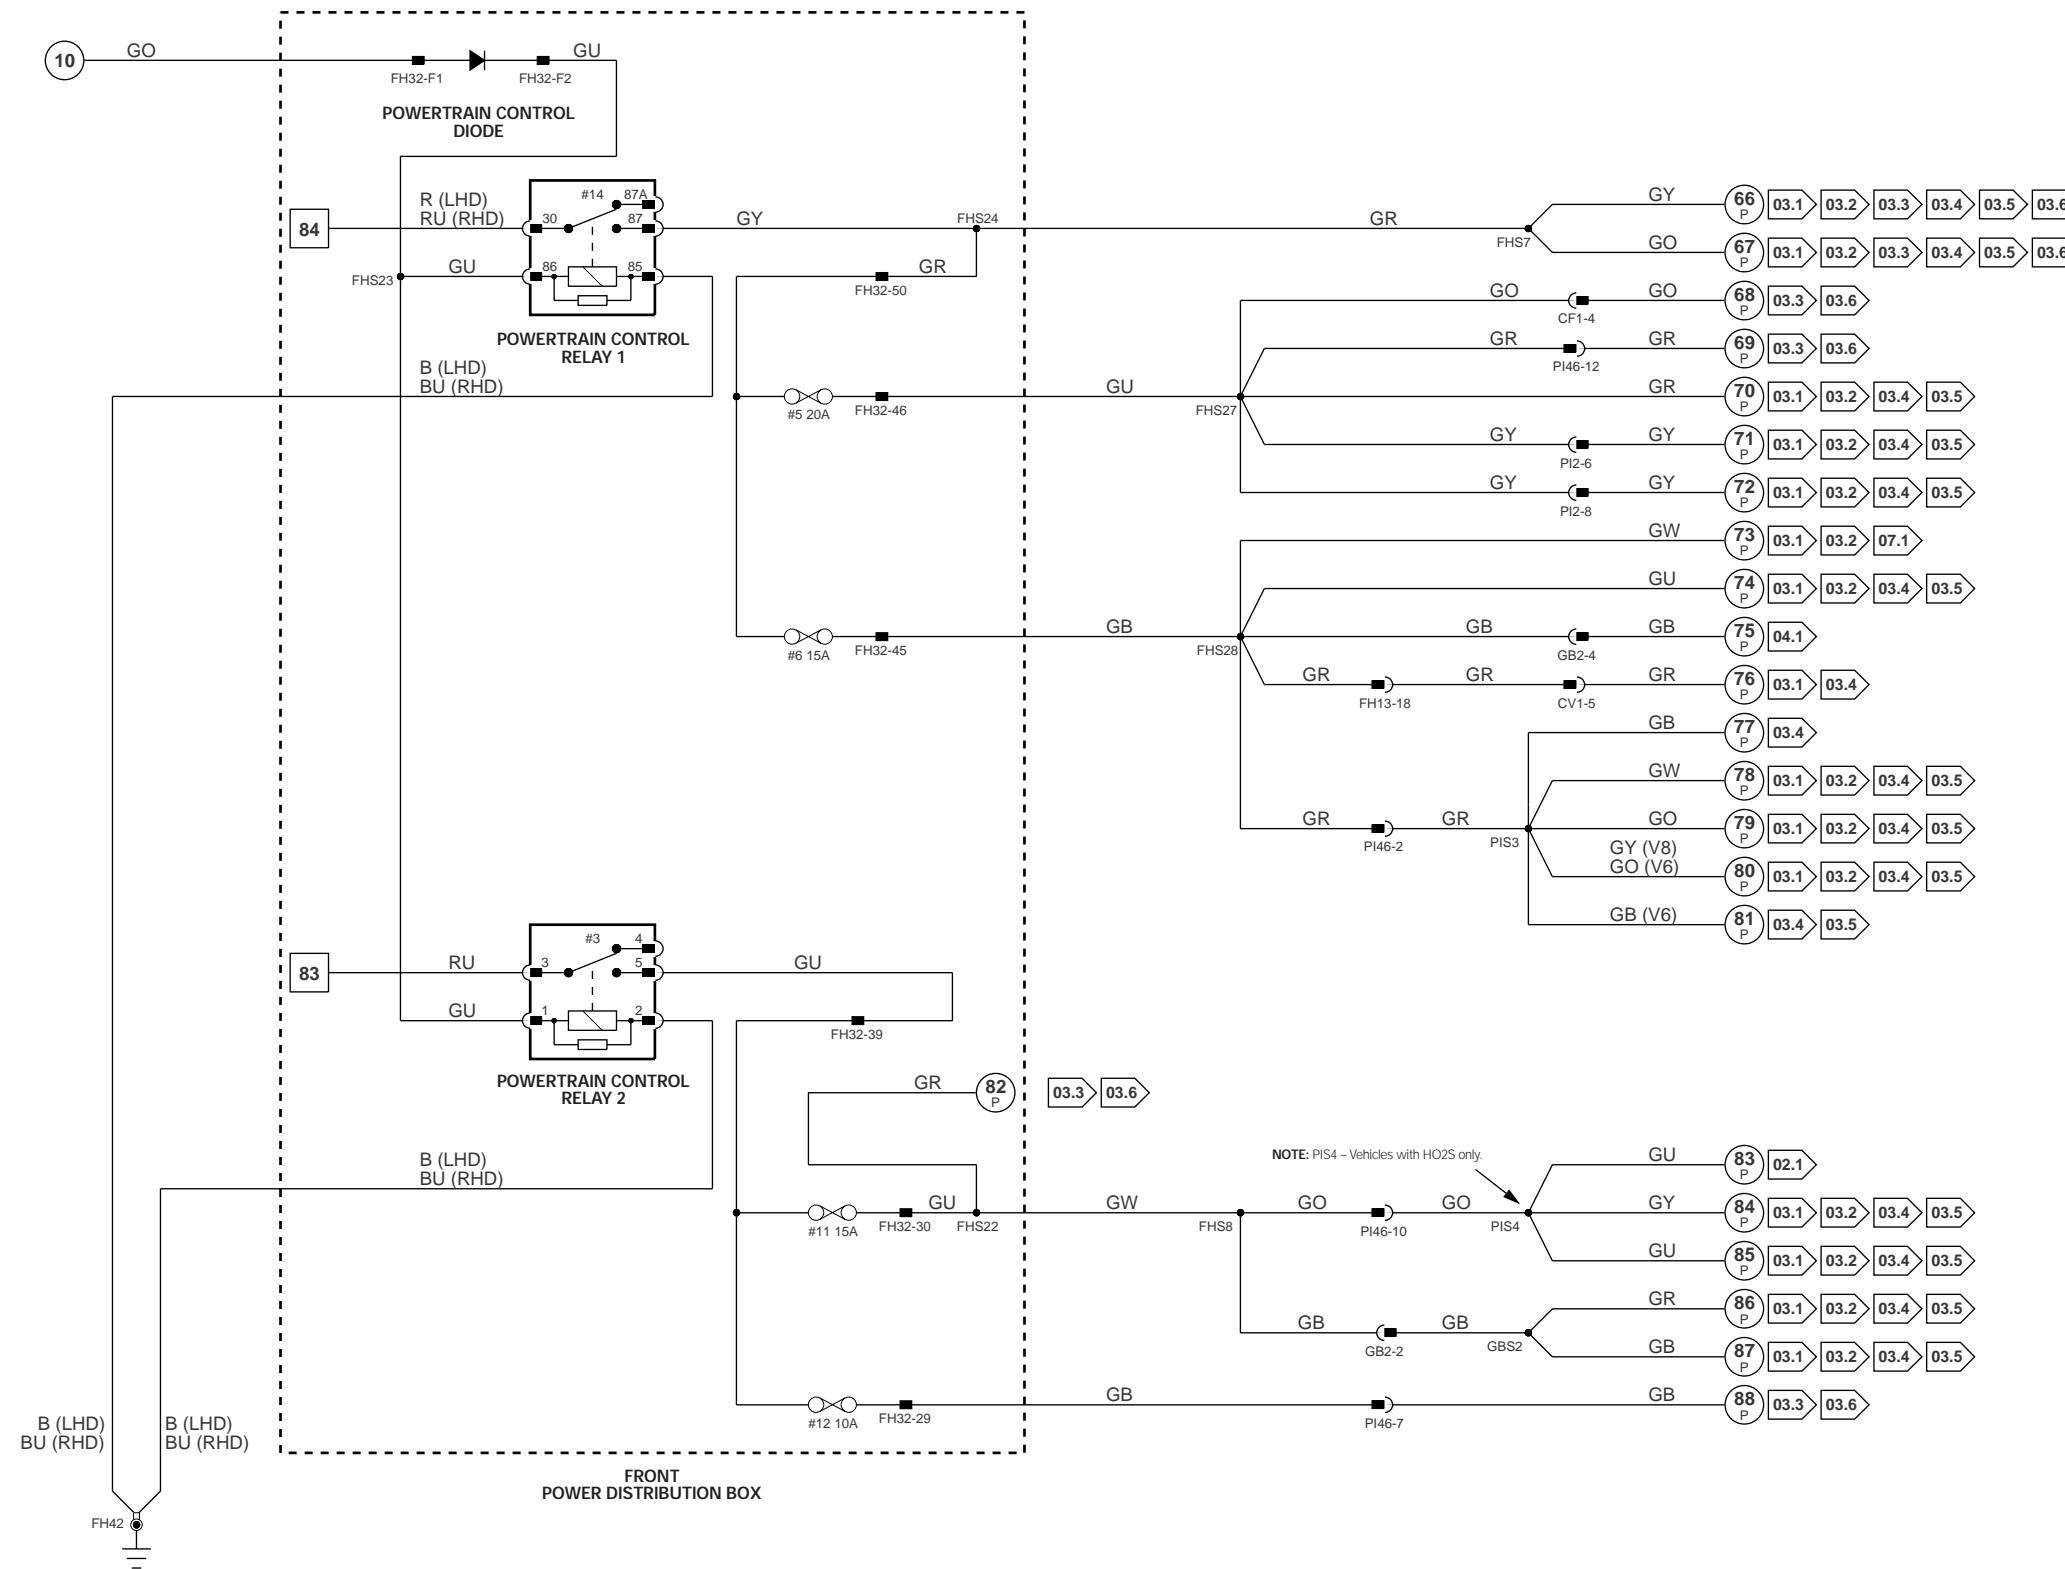 10 GO FH32-F1 FH32-F2 GU
POWERTRAIN CONTROL
DIODE
84 R (LHD)
RU (RHD)
#14 87A
30 87
GY FHS24 GR FHS7
GY 66 P 03.1 03.2 03.3 03.4 03.5 03.6
GO 67 P 03.1 03.2 03.3 03.4 03.5 03.6
FHS23 GU 86 85
GR FH32-50
POWERTRAIN CONTROL
RELAY 1
B (LHD)
BU (RHD)
GO CF1-4 GO 68 P 03.3 03.6
GR PI46-12 GR 69 P 03.3 03.6
#5 20A FH32-46 GU FHS27 GR 70 P 03.1 03.2 03.4 03.5
GY PI2-6 GY 71 P 03.1 03.2 03.4 03.5
GY PI2-8 GY 72 P 03.1 03.2 03.4 03.5
GW 73 P 03.1 03.2 07.1
GU 74 P 03.1 03.2 03.4 03.5
#6 15A FH32-45 GB FHS28 GB GB2-4 GB 75 P 04.1
GR FH13-18 GR CV1-5 GR 76 P 03.1 03.4
GB 77 P 03.4
GW 78 P 03.1 03.2 03.4 03.5
GR PI46-2 GR PIS3 GO 79 P 03.1 03.2 03.4 03.5
GY (V8)
GO (V6) 80 P 03.1 03.2 03.4 03.5
GB (V6) 81 P 03.4 03.5
83 RU #3 4
3 5 GU
GU 1 2 FH32-39
POWERTRAIN CONTROL
RELAY 2
GR 82 P 03.3 03.6
B (LHD)
BU (RHD)
NOTE: PIS4 – Vehicles with HO2S only.
GU 83 P 02.1
#11 15A FH32-30 GU FHS22 GW FHS8 GO PI46-10 GO PIS4 GY 84 P 03.1 03.2 03.4 03.5
GU 85 P 03.1 03.2 03.4 03.5
GR 86 P 03.1 03.2 03.4 03.5
GB GB2-2 GB GBS2
GB 87 P 03.1 03.2 03.4 03.5
#12 10A FH32-29 GB PI46-7 GB 88 P 03.3 03.6
B (LHD)
BU (RHD)
B (LHD)
BU (RHD)
FRONT
POWER DISTRIBUTION BOX
FH42